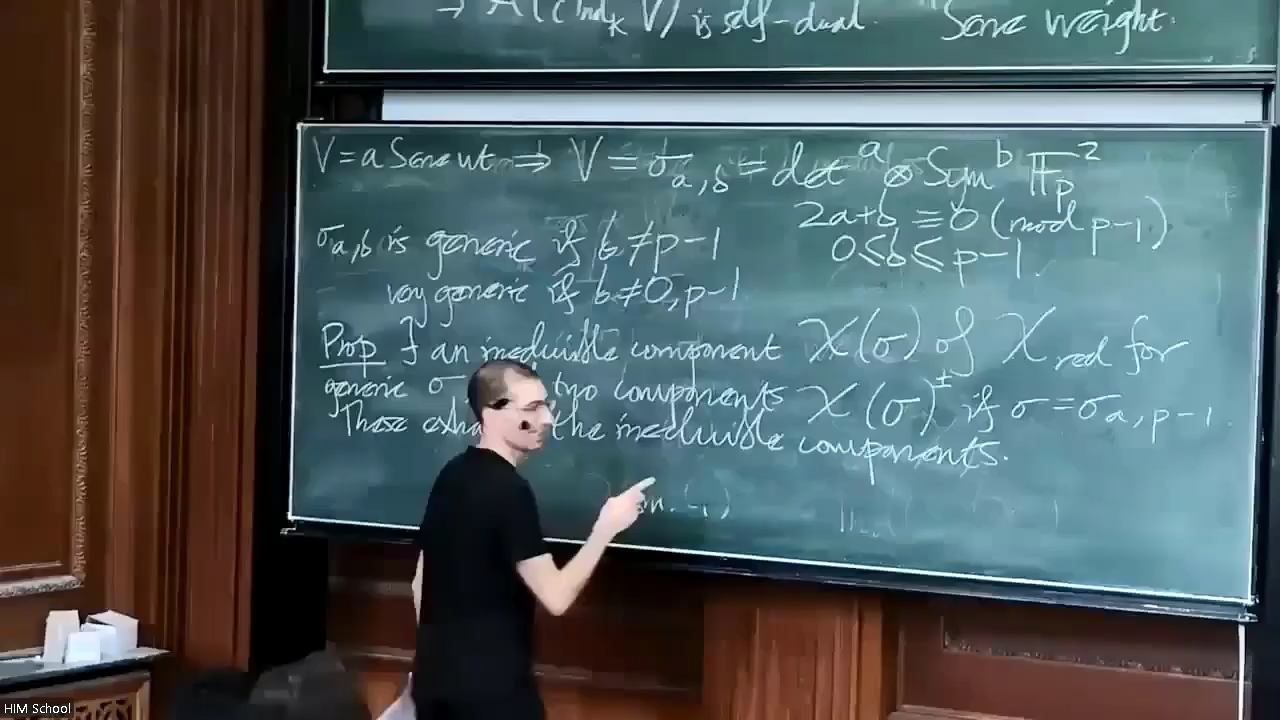 ⇒ A(c-Ind_K V) is self-dual. "Serre weight
V = a Serre wt ⇒ V = σ_{a,b} = det^a ⊗ Sym^b F_p^2
2a+b ≡ 0 (mod p-1)
0 ≤ b ≤ p-1.
σ_{a,b} is generic if b ≠ p-1
very generic if b ≠ 0, p-1
Prop ∃ an irreducible component X(σ) of X_red for
generic σ two components X(σ)^± if σ = σ_{a,p-1}.
These the irreducible components.
HIM School